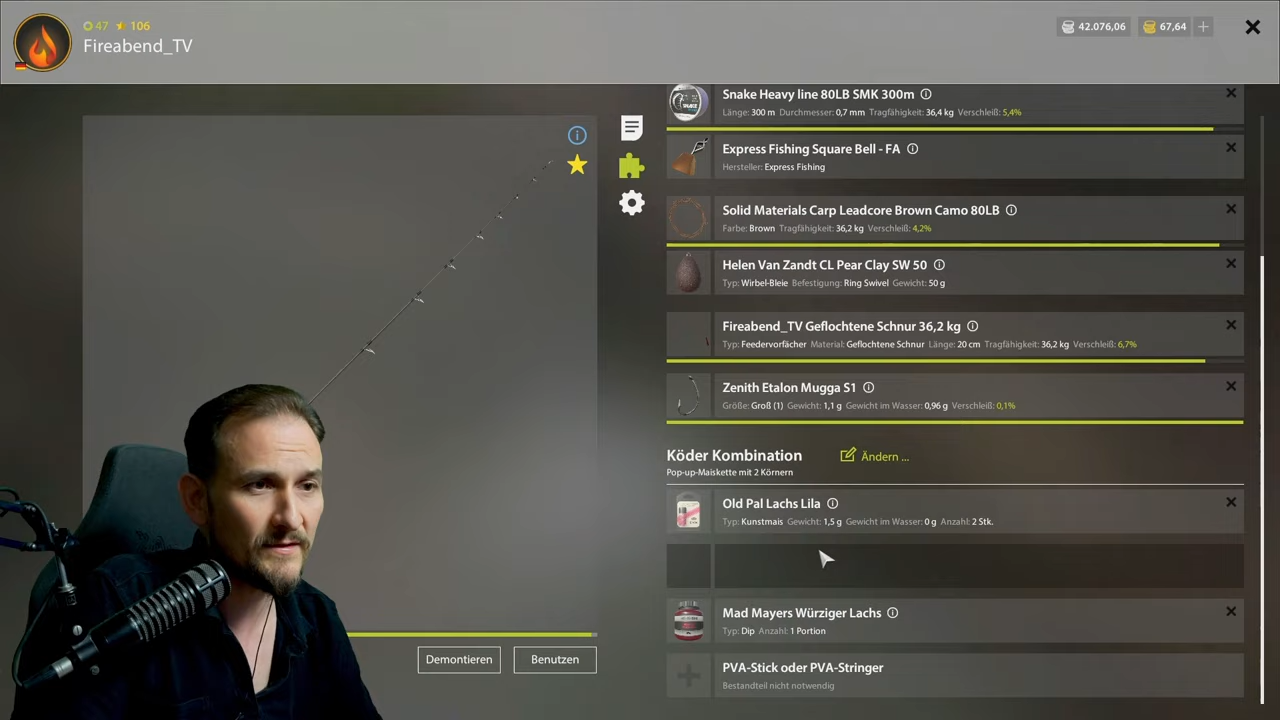 47 106
Fireabend_TV
42.076,06
67,64
Snake Heavy line 80LB SMK 300m
Länge: 300 m Durchmesser: 0,7 mm Tragfähigkeit: 36,4 kg Verschleiß: 5,4%
Express Fishing Square Bell - FA
Hersteller: Express Fishing
Solid Materials Carp Leadcore Brown Camo 80LB
Farbe: Brown Tragfähigkeit: 36,2 kg Verschleiß: 4,2%
Helen Van Zandt CL Pear Clay SW 50
Typ: Wirbel-Bleie Befestigung: Ring Swivel Gewicht: 50 g
Fireabend_TV Geflochtene Schnur 36,2 kg
Typ: Feedervorfächer Material: Geflochtene Schnur Länge: 20 cm Tragfähigkeit: 36,2 kg Verschleiß: 6,7%
Zenith Etalon Mugga S1
Größe: Groß (1) Gewicht: 1,1 g Gewicht im Wasser: 0,96 g Verschleiß: 0,1%
Köder Kombination
Ändern ...
Pop-up-Maiskette mit 2 Körnern
Old Pal Lachs Lila
Typ: Kunstmais Gewicht: 1,5 g Gewicht im Wasser: 0 g Anzahl: 2 Stk.
Mad Mayers Würziger Lachs
Typ: Dip Anzahl: 1 Portion
PVA-Stick oder PVA-Stringer
Bestandteil nicht notwendig
Demontieren
Benutzen